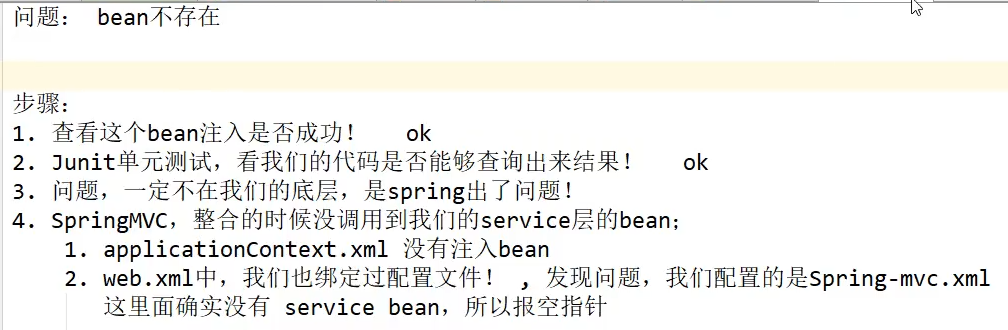 问题： bean不存在
步骤：
1. 查看这个bean注入是否成功！ ok
2. Junit单元测试，看我们的代码是否能够查询出来结果！ ok
3. 问题，一定不在我们的底层，是spring出了问题！
4. SpringMVC，整合的时候没调用到我们的service层的bean；
1. applicationContext.xml 没有注入bean
2. web.xml中，我们也绑定过配置文件！ , 发现问题，我们配置的是Spring-mvc.xml
这里面确实没有 service bean，所以报空指针